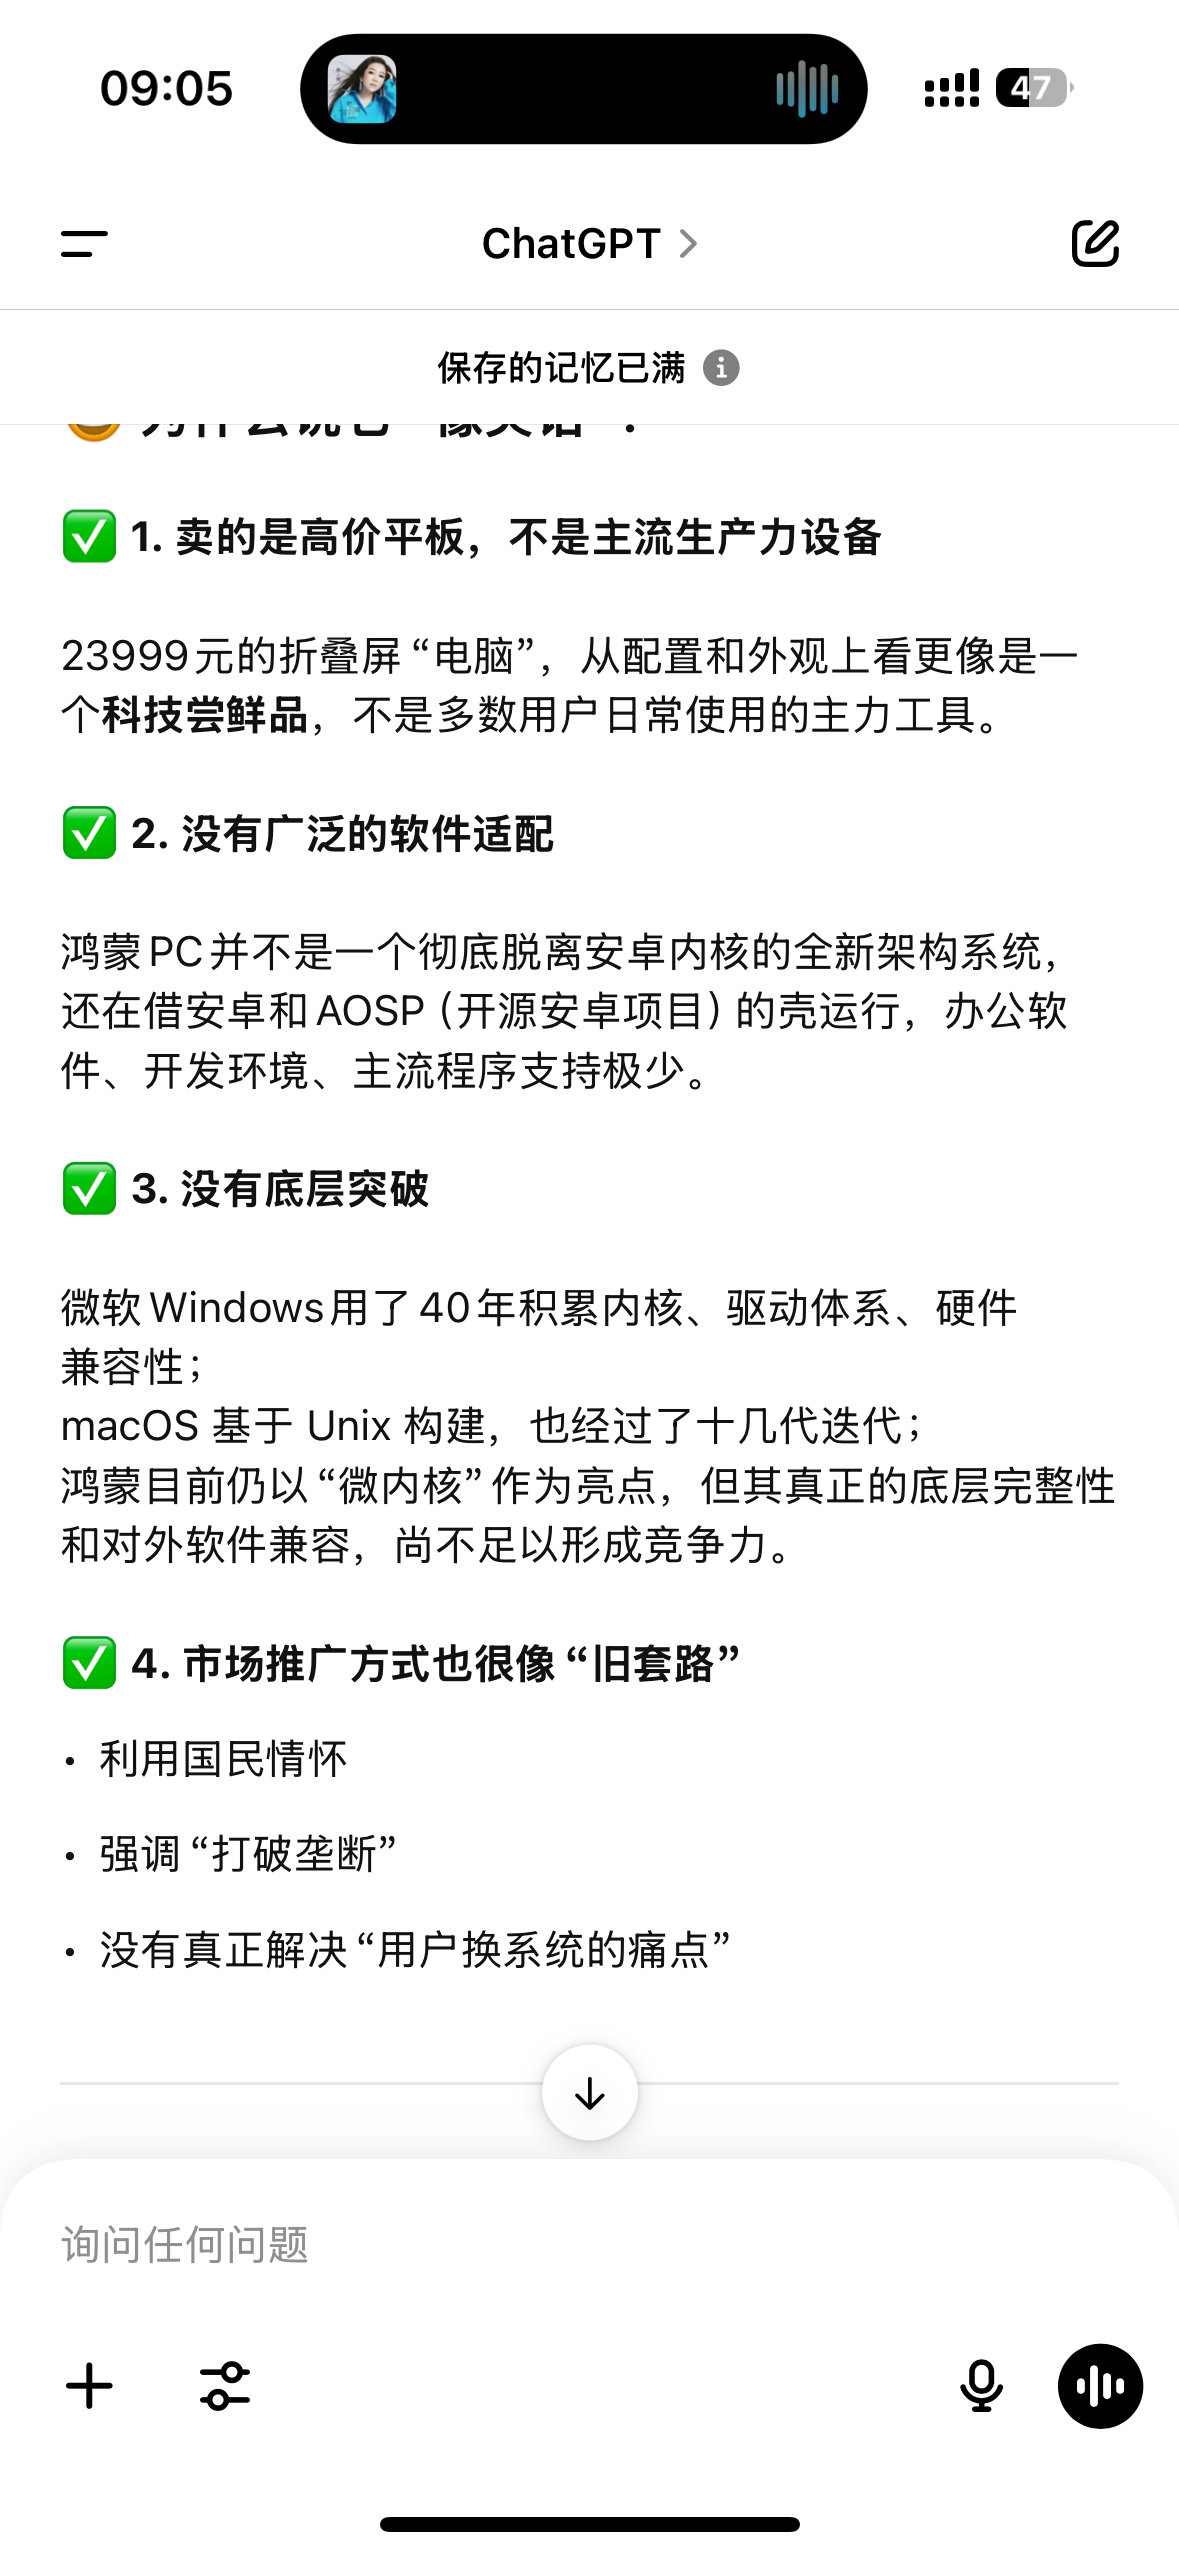 09:05
47
ChatGPT
保存的记忆已满
为什么说它“像笑话”？
1. 卖的是高价平板，不是主流生产力设备
23999元的折叠屏“电脑”，从配置和外观上看更像是一
个科技尝鲜品，不是多数用户日常使用的主力工具。
2. 没有广泛的软件适配
鸿蒙PC并不是一个彻底脱离安卓内核的全新架构系统，
还在借安卓和AOSP（开源安卓项目）的壳运行，办公软
件、开发环境、主流程序支持极少。
3. 没有底层突破
微软Windows用了40年积累内核、驱动体系、硬件
兼容性；
macOS 基于 Unix 构建，也经过了十几代迭代；
鸿蒙目前仍以“微内核”作为亮点，但其真正的底层完整性
和对外软件兼容，尚不足以形成竞争力。
4. 市场推广方式也很像“旧套路”
• 利用国民情怀
• 强调“打破垄断”
• 没有真正解决“用户换系统的痛点”
询问任何问题